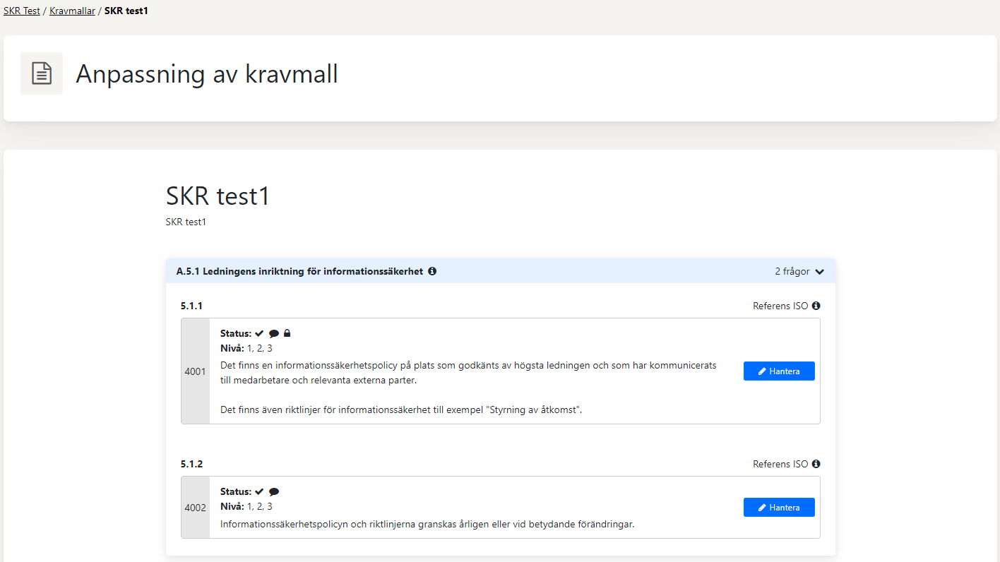 SKR Test / Kravmallar / SKR test1
Anpassning av kravmall
SKR test1
SKR test1
A.5.1 Ledningens inriktning för informationssäkerhet
2 frågor
5.1.1
Referens ISO
4001
Status:
Nivå: 1, 2, 3
Det finns en informationssäkerhetspolicy på plats som godkänts av högsta ledningen och som har kommunicerats
till medarbetare och relevanta externa parter.
Det finns även riktlinjer för informationssäkerhet till exempel "Styrning av åtkomst".
Hantera
5.1.2
Referens ISO
4002
Status:
Nivå: 1, 2, 3
Informationssäkerhetspolicyn och riktlinjerna granskas årligen eller vid betydande förändringar.
Hantera